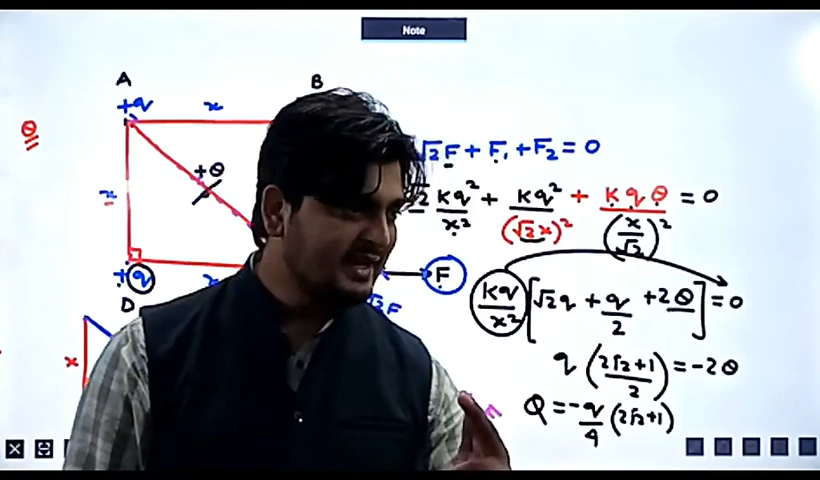 Note
A
B
+q
x
Q
+Q
x
√2F + F₁ + F₂ = 0
√2 Kq²/x² + Kq²/(√2x)² + KqQ/(x/√2)² = 0
+q
x
F
D
√2F
Kq/x² [√2q + q/2 + 2Q] = 0
x
q (2√2+1/2) = -2Q
Q = -q/4 (2√2+1)